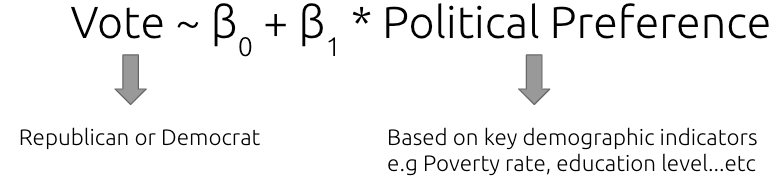 Vote ~ β₀ + β₁ * Political Preference
Republican or Democrat
Based on key demographic indicators
e.g Poverty rate, education level...etc